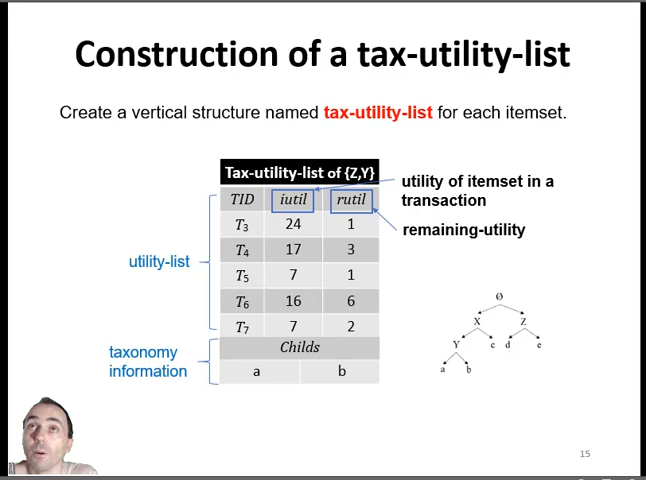 Construction of a tax-utility-list
Create a vertical structure named tax-utility-list for each itemset.
Tax-utility-list of {Z,Y}
TID iutil rutil
T3 24 1
T4 17 3
T5 7 1
T6 16 6
T7 7 2
Childs
a b
utility-list
taxonomy
information
utility of itemset in a
transaction
remaining-utility
Ø
X Z
Y c d e
a b
15